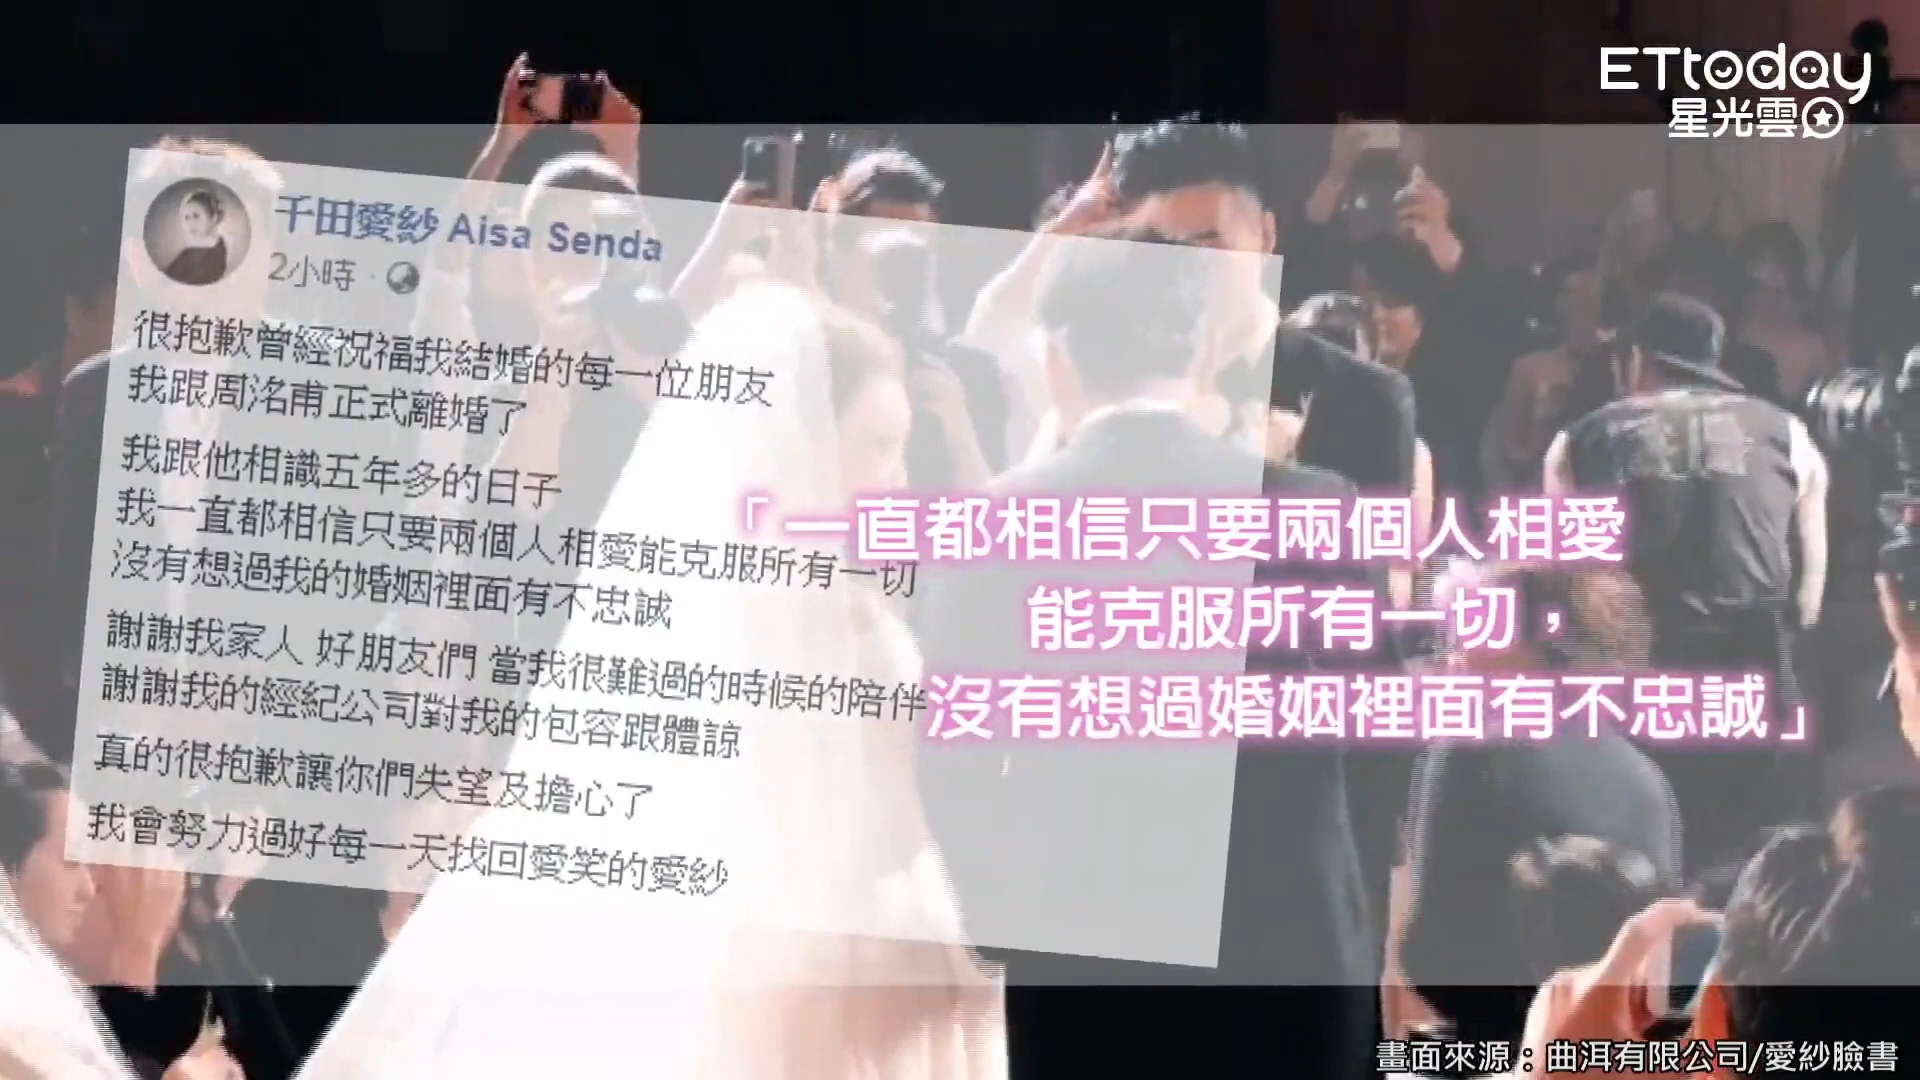 ETtoday
星光雲
千田愛紗 Aisa Senda
2小時 ·
很抱歉曾經祝福我結婚的每一位朋友
我跟周洺甫正式離婚了
我跟他相識五年多的日子
我一直都相信只要兩個人相愛能克服所有一切
沒有想過我的婚姻裡面有不忠誠
謝謝我家人 好朋友們 當我很難過的時候的陪伴
謝謝我的經紀公司對我的包容跟體諒
真的很抱歉讓你們失望及擔心了
我會努力過好每一天找回愛笑的愛紗
「一直都相信只要兩個人相愛
能克服所有一切，
沒有想過婚姻裡面有不忠誠」
畫面來源：曲洱有限公司/愛紗臉書